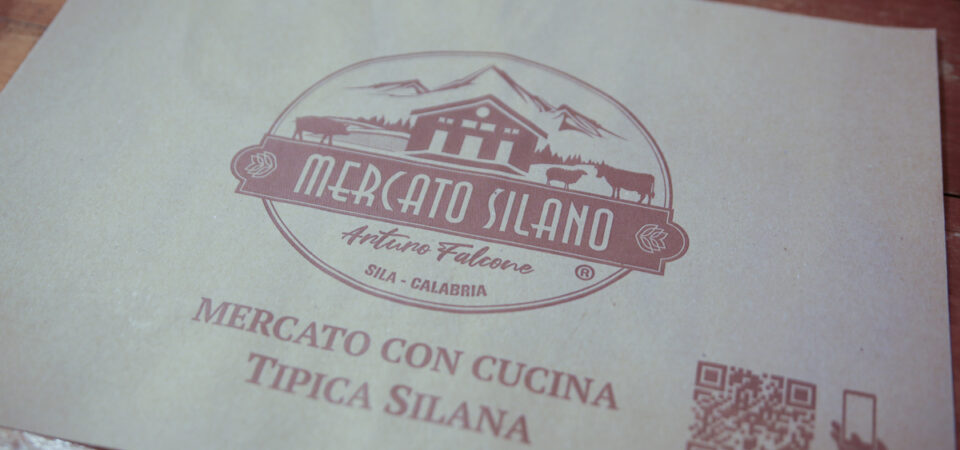 MERCATO SILANO
Arturo Falcone
®
SILA - CALABRIA
MERCATO CON CUCINA
TIPICA SILANA